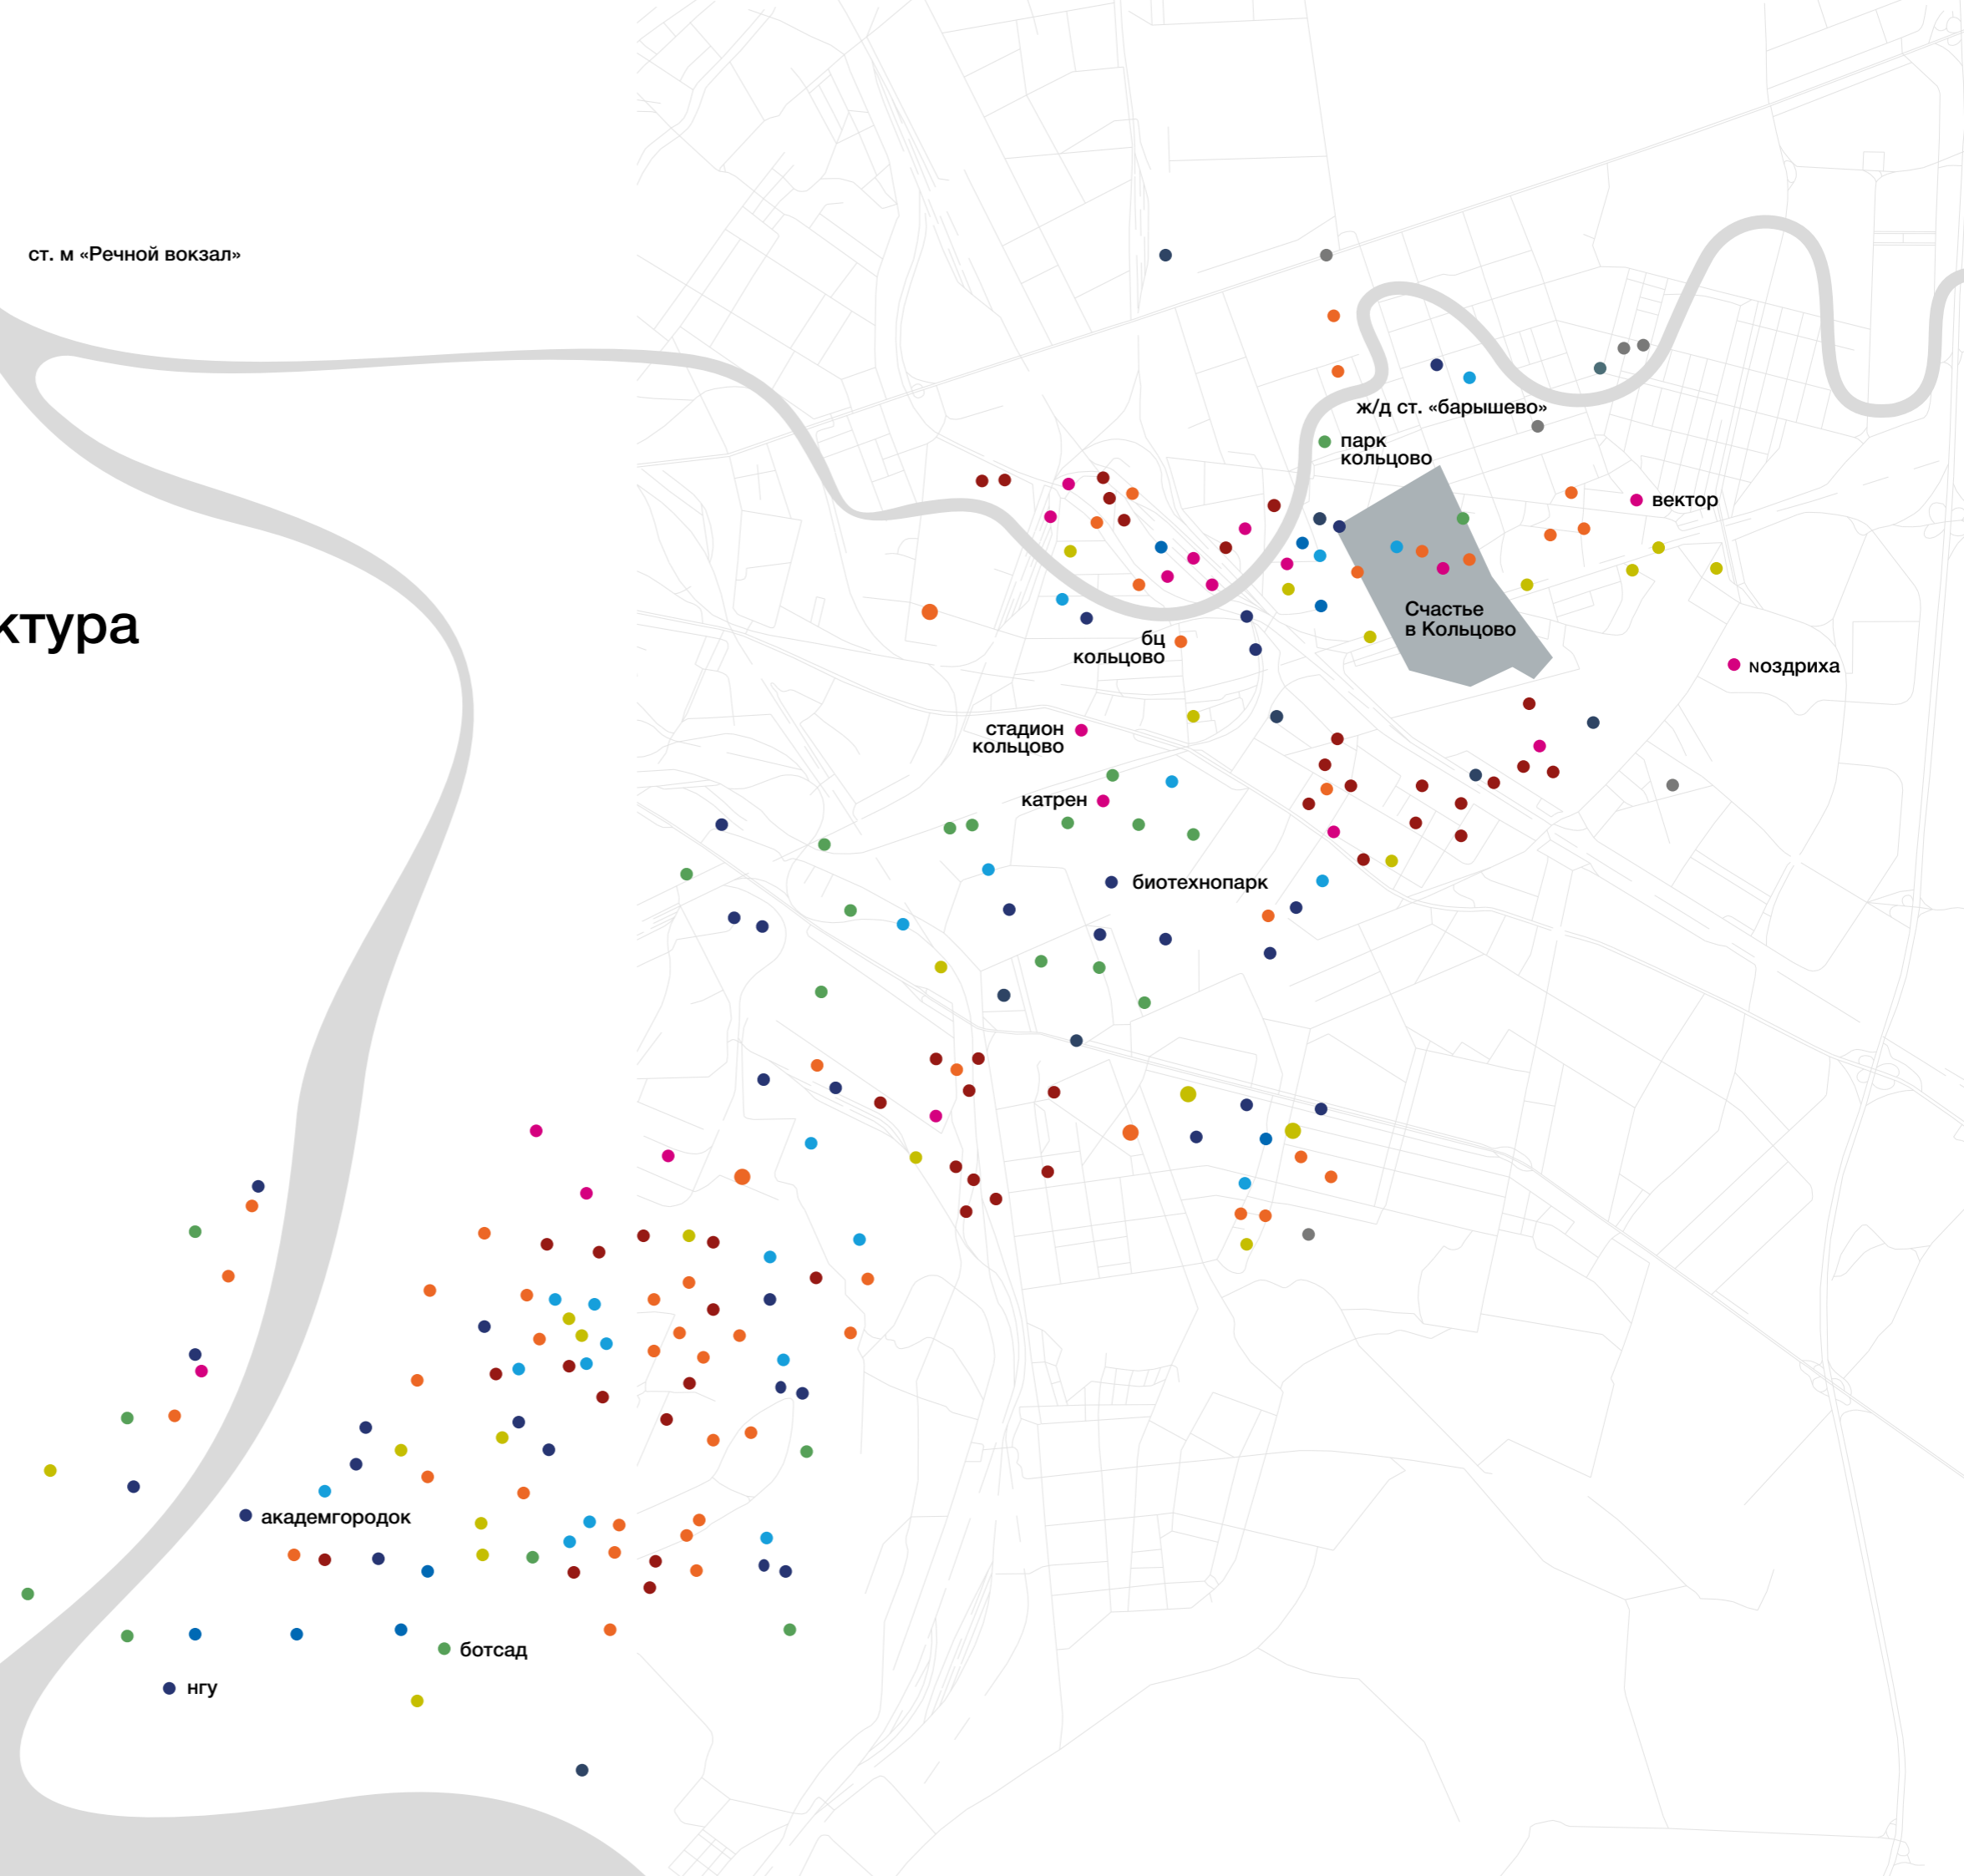 ст. м «Речной вокзал»
ж/д ст. «барышево»
парк
кольцово
вектор
ктура
Счастье
в Кольцово
бц
кольцово
Nоздриха
стадион
кольцово
катрен
биотехнопарк
академгородок
ботсад
нгу